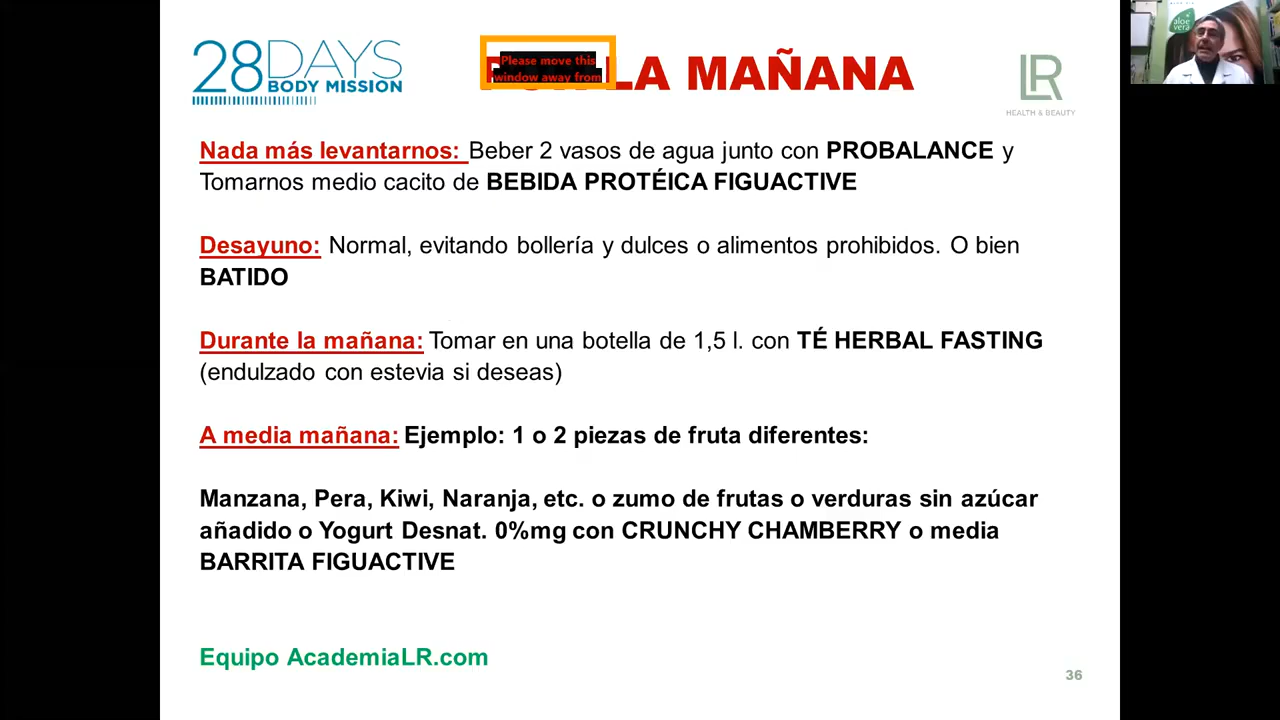 28DAYS
BODY MISSION
Please move this
window away from
LA MAÑANA
LR
HEALTH & BEAUTY
aloe
vera
Nada más levantarnos: Beber 2 vasos de agua junto con PROBALANCE y
Tomarnos medio cacito de BEBIDA PROTÉICA FIGUACTIVE
Desayuno: Normal, evitando bollería y dulces o alimentos prohibidos. O bien
BATIDO
Durante la mañana: Tomar en una botella de 1,5 l. con TÉ HERBAL FASTING
(endulzado con estevia si deseas)
A media mañana: Ejemplo: 1 o 2 piezas de fruta diferentes:
Manzana, Pera, Kiwi, Naranja, etc. o zumo de frutas o verduras sin azúcar
añadido o Yogurt Desnat. 0%mg con CRUNCHY CHAMBERRY o media
BARRITA FIGUACTIVE
Equipo AcademiaLR.com
36